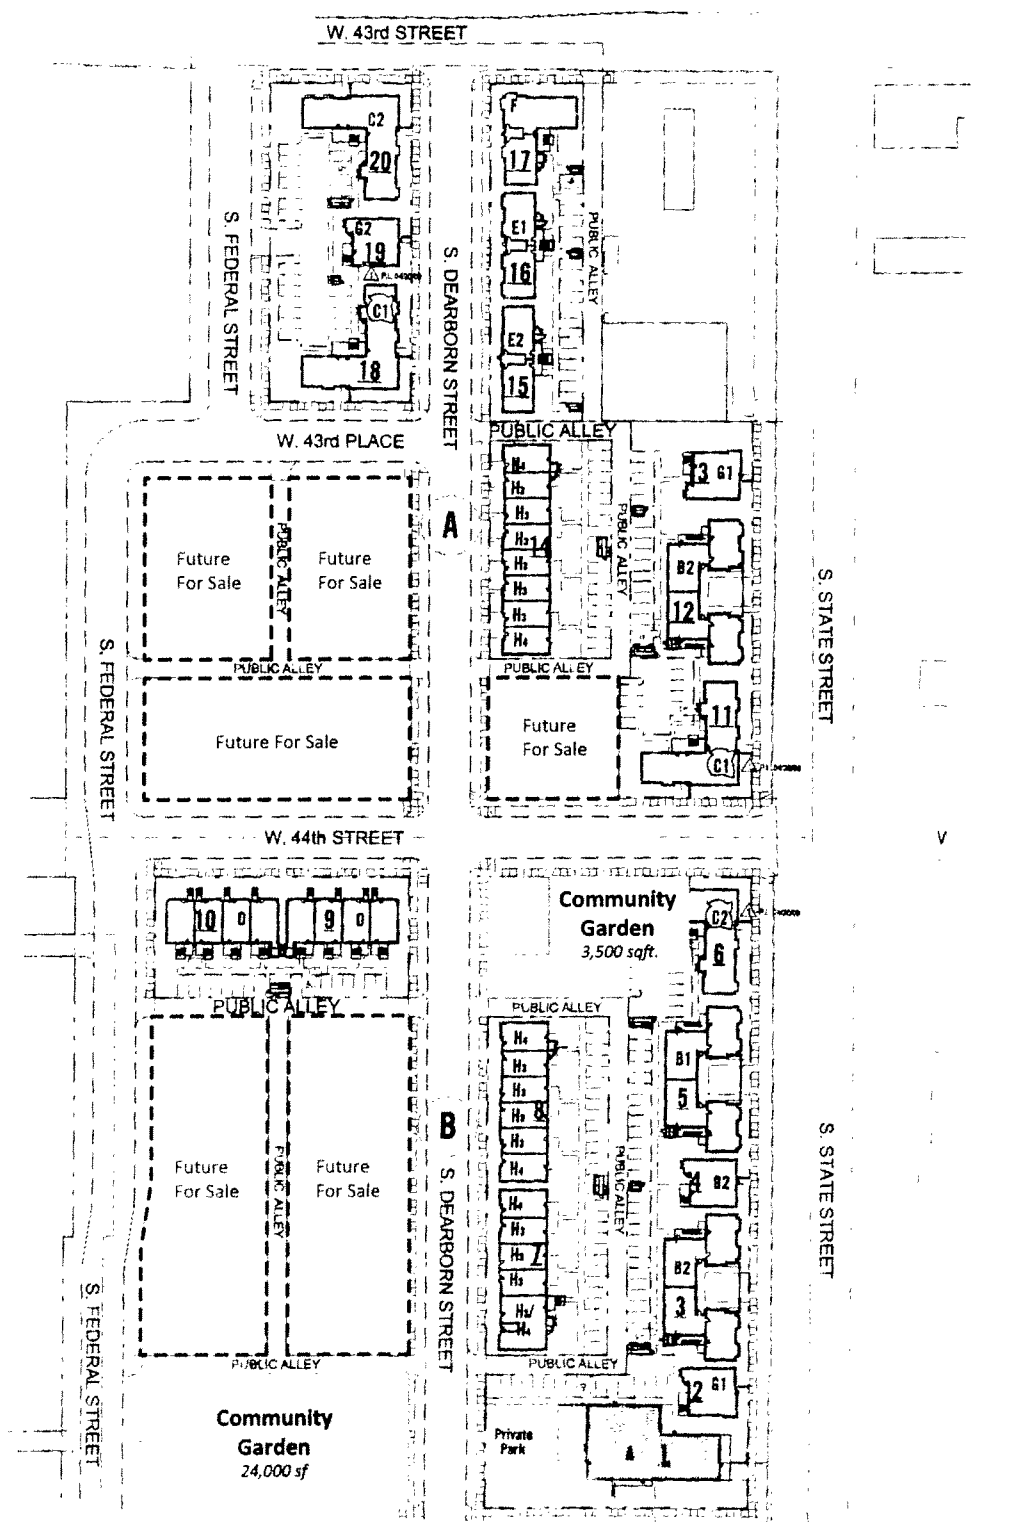 W. 43rd STREET
C2
20
G2
19
C1
18
F
17
E1
16
E2
15
PUBLIC ALLEY
S. FEDERAL STREET
S. DEARBORN STREET
W. 43rd PLACE
PUBLIC ALLEY
A
H₄
H₃
H₃
H₃
H₃
H₃
H₃
H₄
14
PUBLIC ALLEY
13 G1
B2
12
11
C1
S. STATE STREET
Future
For Sale
PUBLIC ALLEY
Future
For Sale
PUBLIC ALLEY
PUBLIC ALLEY
Future For Sale
Future
For Sale
S. FEDERAL STREET
W. 44th STREET
10 D
9 D
PUBLIC ALLEY
Community
Garden
3,500 sqft.
C2
6
PUBLIC ALLEY
B
H₄
H₃
H₃
H₃
H₃
H₄
8
H₄
H₃
H₃
H₃
H₃/
H₄
7
PUBLIC ALLEY
B1
5
4 B2
B2
3
2 G1
S. STATE STREET
Future
For Sale
PUBLIC ALLEY
Future
For Sale
S. DEARBORN STREET
S. FEDERAL STREET
PUBLIC ALLEY
PUBLIC ALLEY
Community
Garden
24,000 sf
Private
Park
A 1